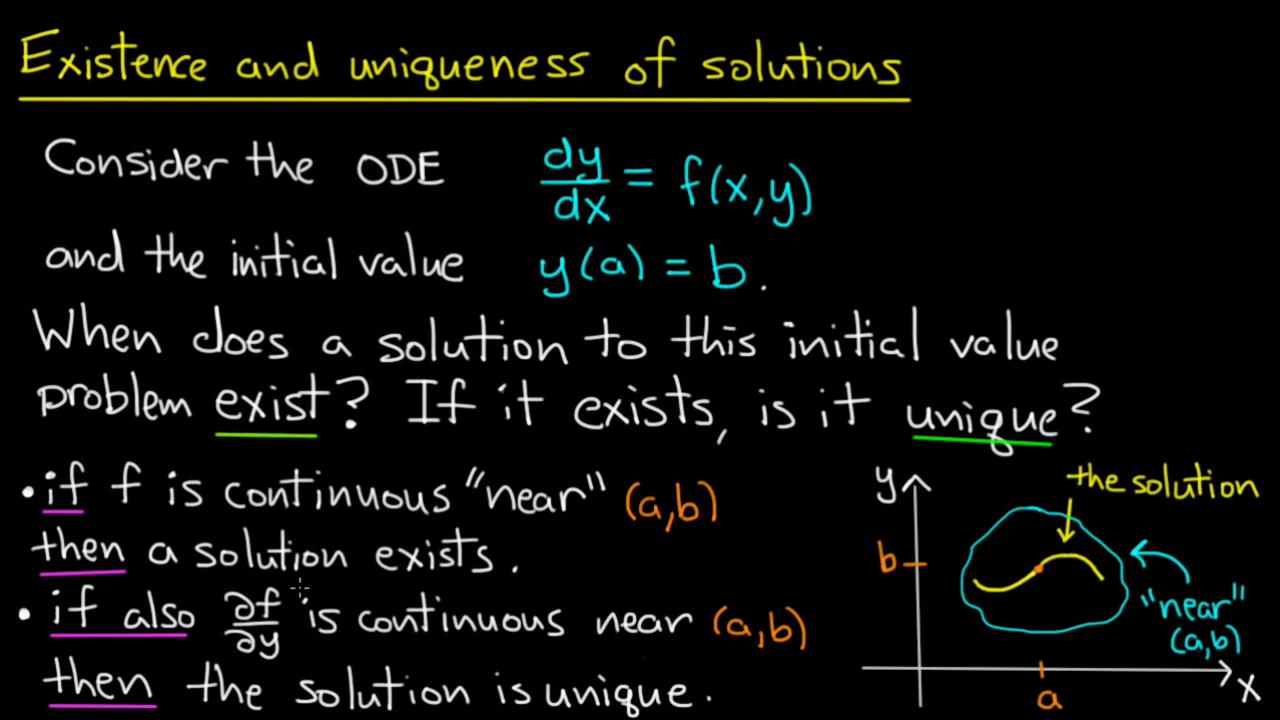 Existence and uniqueness of solutions
Consider the ODE dy/dx = f(x,y)
and the initial value y(a) = b.
When does a solution to this initial value
problem exist? If it exists, is it unique?
• if f is continuous "near" (a,b)
then a solution exists.
• if also ∂f/∂y is continuous near (a,b)
then the solution is unique.
y
the solution
b
"near"
(a,b)
a
x